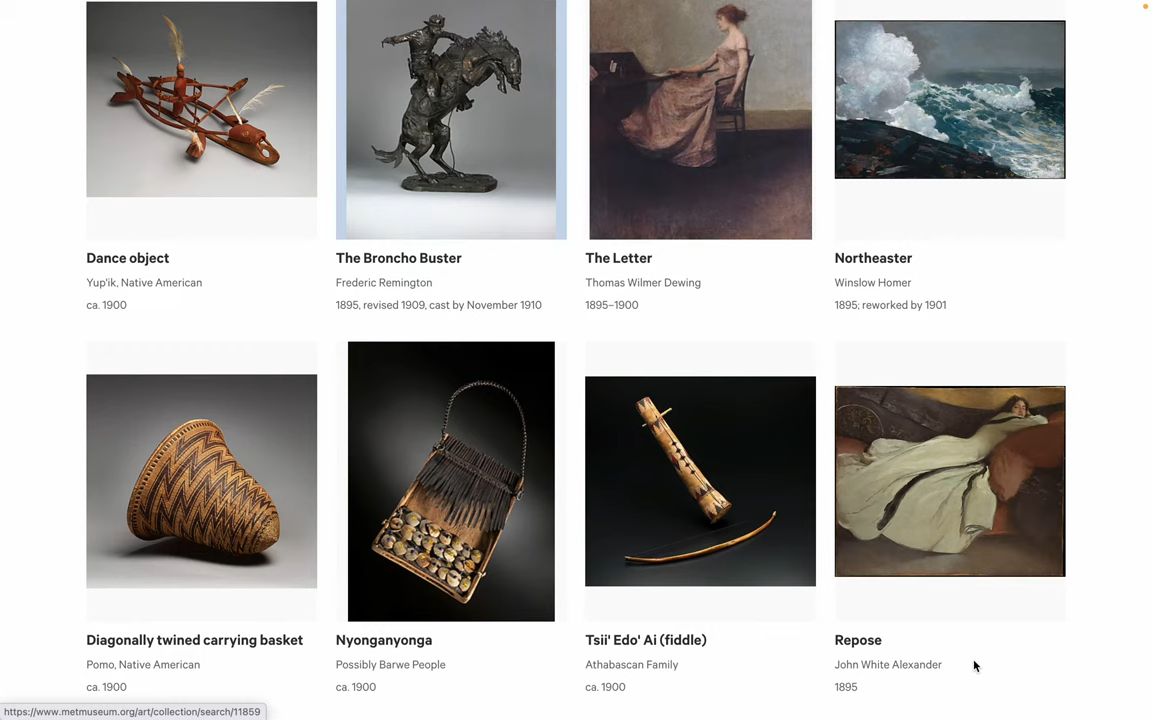 Dance object
Yup'ik, Native American
ca. 1900
The Broncho Buster
Frederic Remington
1895, revised 1909, cast by November 1910
The Letter
Thomas Wilmer Dewing
1895–1900
Northeaster
Winslow Homer
1895; reworked by 1901
Diagonally twined carrying basket
Pomo, Native American
ca. 1900
Nyonganyonga
Possibly Barwe People
ca. 1900
Tsii' Edo' Ai (fiddle)
Athabascan Family
ca. 1900
Repose
John White Alexander
1895
https://www.metmuseum.org/art/collection/search/11859